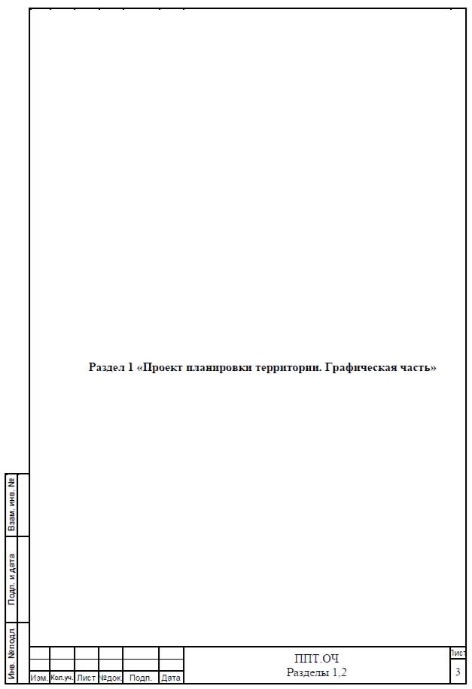 Раздел 1 «Проект планировки территории. Графическая часть»
Взам. инв. №
Подп. и дата
Инв. №подл.
ППТ.ОЧ
Лист
Изм. Кол.уч. Лист №док. Подп. Дата
Разделы 1,2
3